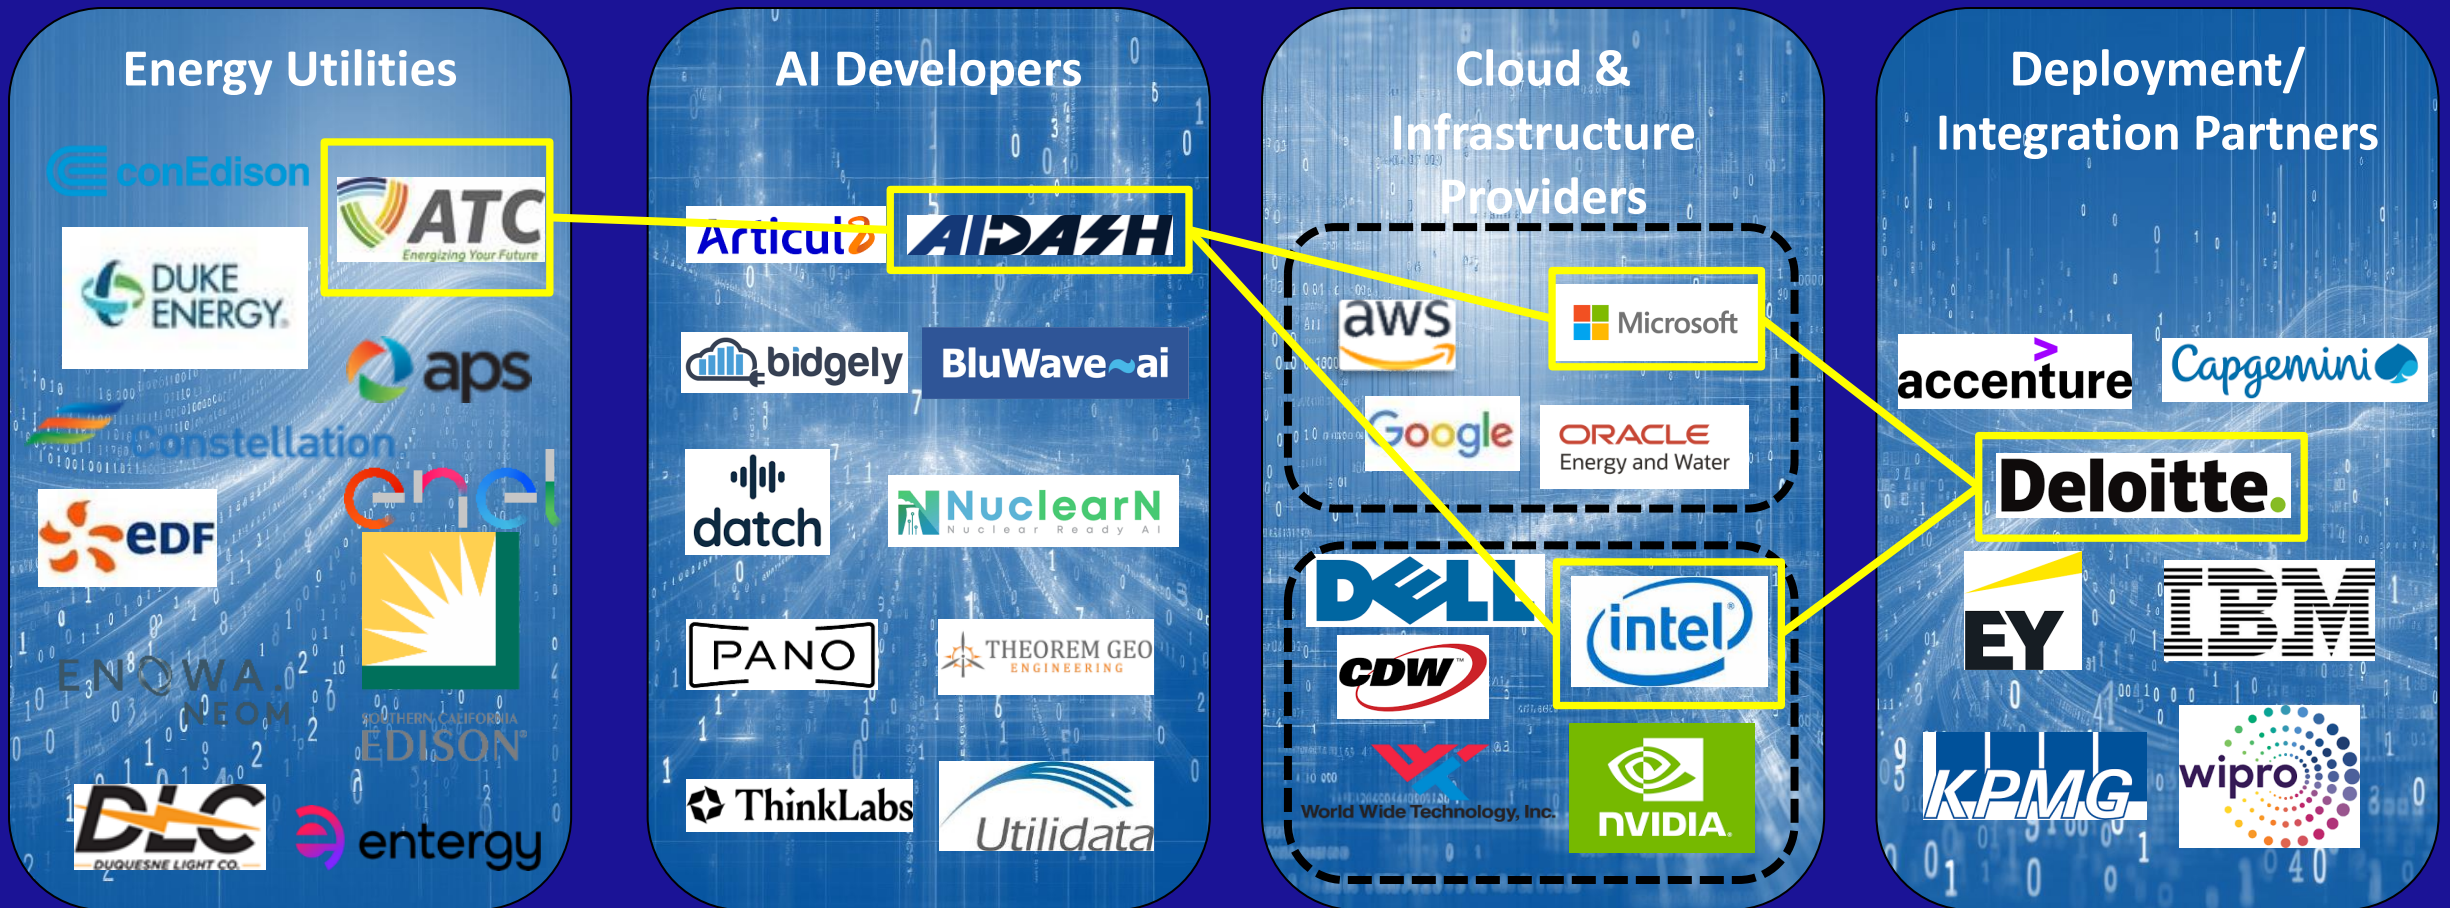 Energy Utilities
conEdison
ATC
Energizing Your Future
DUKE
ENERGY®
aps
Constellation
enel
eDF
ENOWA.
NEOM
SOUTHERN CALIFORNIA
EDISON®
DLC
DUQUESNE LIGHT CO.
entergy
AI Developers
Articul8
AIDASH
bidgely
BluWave~ai
datch
NuclearN
Nuclear Ready AI
PANO
THEOREM GEO
ENGINEERING
ThinkLabs
Utilidata
Cloud &
Infrastructure
Providers
aws
Microsoft
Google
ORACLE
Energy and Water
DELL
intel®
CDW™
World Wide Technology, Inc.
NVIDIA.
Deployment/
Integration Partners
accenture
Capgemini
Deloitte.
EY
IBM
KPMG
wipro